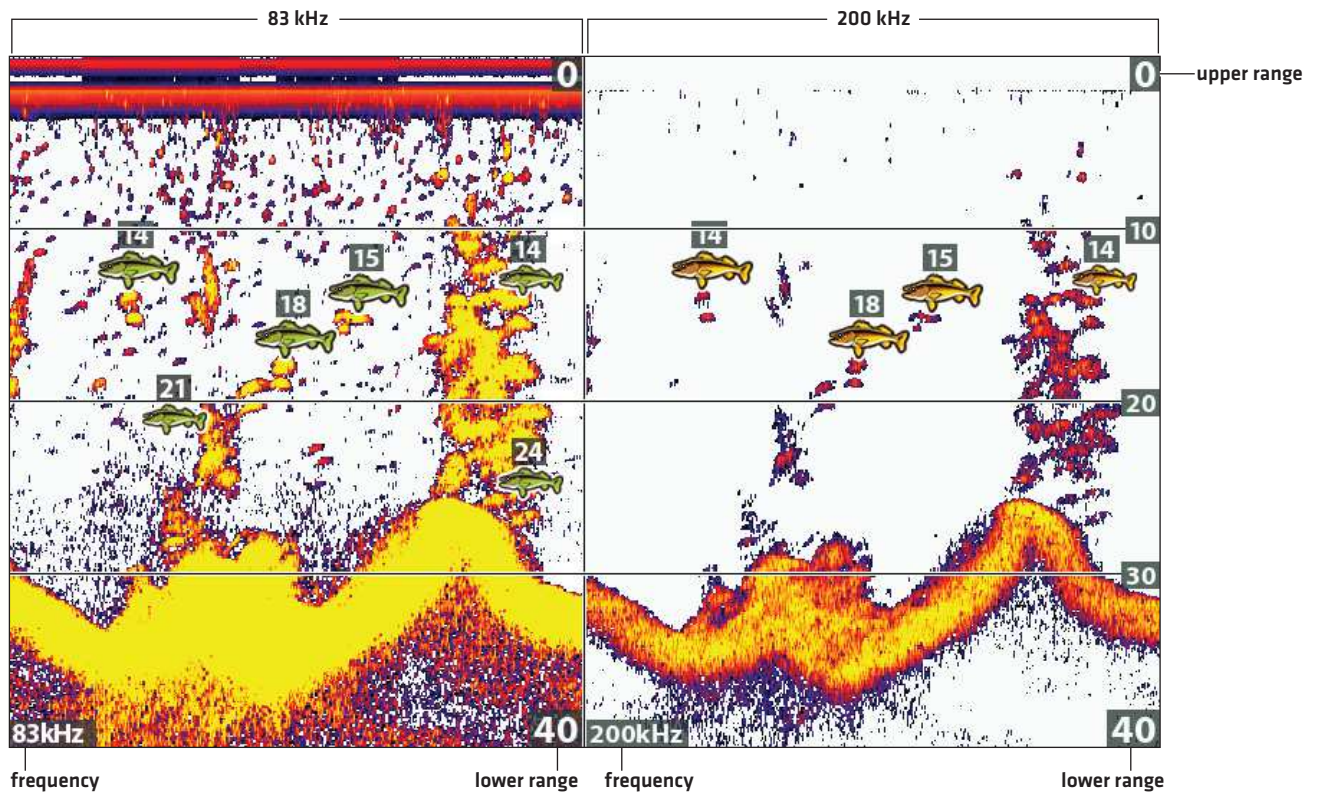 83 kHz
200 kHz
0
0
upper range
10
14
15
14
14
15
14
18
18
20
21
24
30
83kHz
40
200kHz
40
frequency
lower range
frequency
lower range